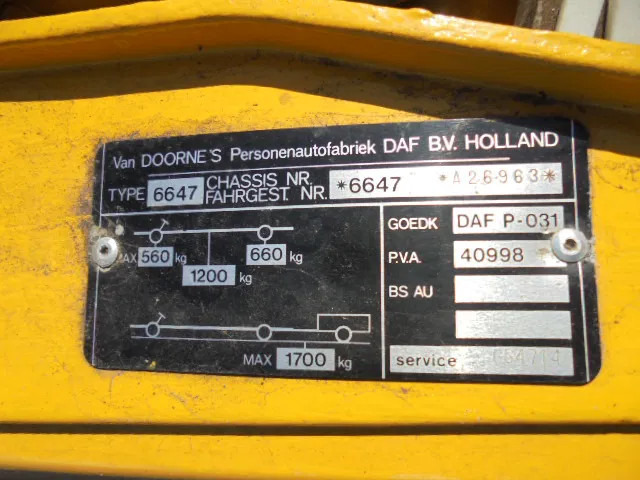 Van DOORNE'S Personenautofabriek DAF B.V. HOLLAND
TYPE 6647 CHASSIS NR. FAHRGEST. NR. *6647 *A26963*
MAX 560 kg 660 kg
1200 kg
MAX 1700 kg
GOEDK DAF P-031
P.V.A. 40998
BS AU
service